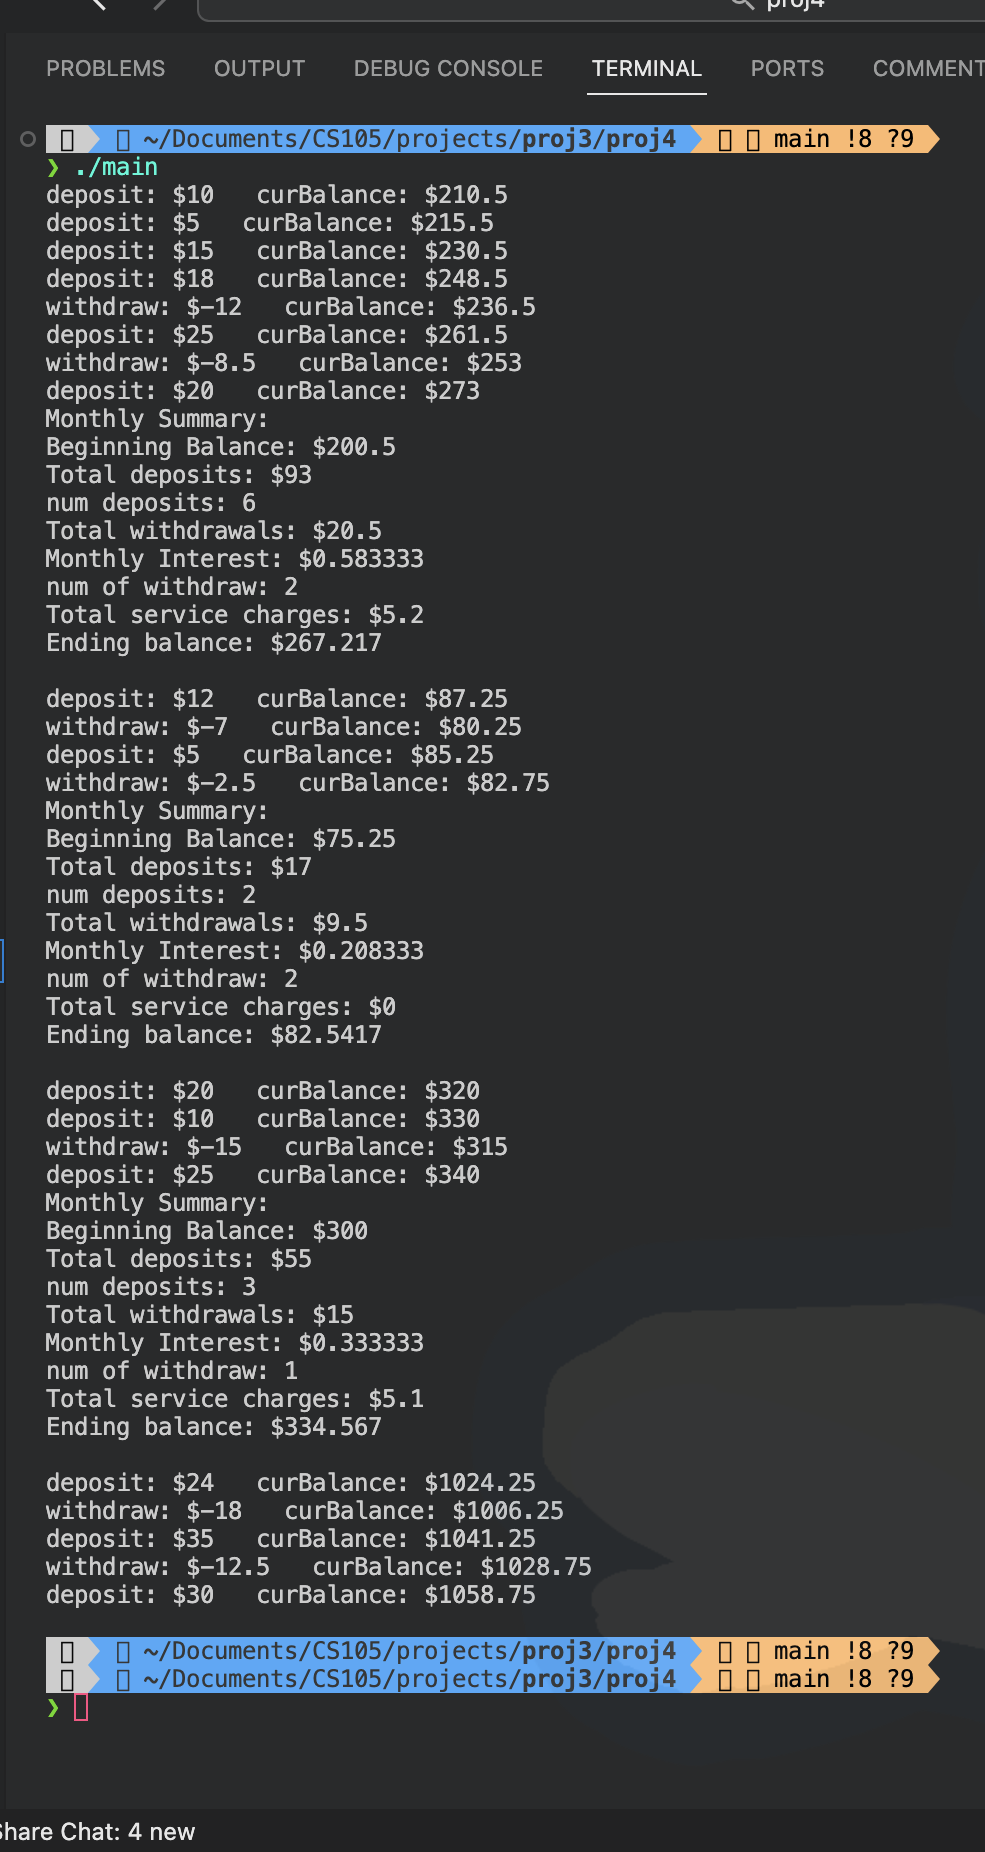 proj4
PROBLEMS OUTPUT DEBUG CONSOLE TERMINAL PORTS COMMENT
~/Documents/CS105/projects/proj3/proj4 main !8 ?9
❯ ./main
deposit: $10   curBalance: $210.5
deposit: $5   curBalance: $215.5
deposit: $15   curBalance: $230.5
deposit: $18   curBalance: $248.5
withdraw: $-12   curBalance: $236.5
deposit: $25   curBalance: $261.5
withdraw: $-8.5   curBalance: $253
deposit: $20   curBalance: $273
Monthly Summary:
Beginning Balance: $200.5
Total deposits: $93
num deposits: 6
Total withdrawals: $20.5
Monthly Interest: $0.583333
num of withdraw: 2
Total service charges: $5.2
Ending balance: $267.217
deposit: $12   curBalance: $87.25
withdraw: $-7   curBalance: $80.25
deposit: $5   curBalance: $85.25
withdraw: $-2.5   curBalance: $82.75
Monthly Summary:
Beginning Balance: $75.25
Total deposits: $17
num deposits: 2
Total withdrawals: $9.5
Monthly Interest: $0.208333
num of withdraw: 2
Total service charges: $0
Ending balance: $82.5417
deposit: $20   curBalance: $320
deposit: $10   curBalance: $330
withdraw: $-15   curBalance: $315
deposit: $25   curBalance: $340
Monthly Summary:
Beginning Balance: $300
Total deposits: $55
num deposits: 3
Total withdrawals: $15
Monthly Interest: $0.333333
num of withdraw: 1
Total service charges: $5.1
Ending balance: $334.567
deposit: $24   curBalance: $1024.25
withdraw: $-18   curBalance: $1006.25
deposit: $35   curBalance: $1041.25
withdraw: $-12.5   curBalance: $1028.75
deposit: $30   curBalance: $1058.75
~/Documents/CS105/projects/proj3/proj4 main !8 ?9
~/Documents/CS105/projects/proj3/proj4 main !8 ?9
❯
Share Chat: 4 new